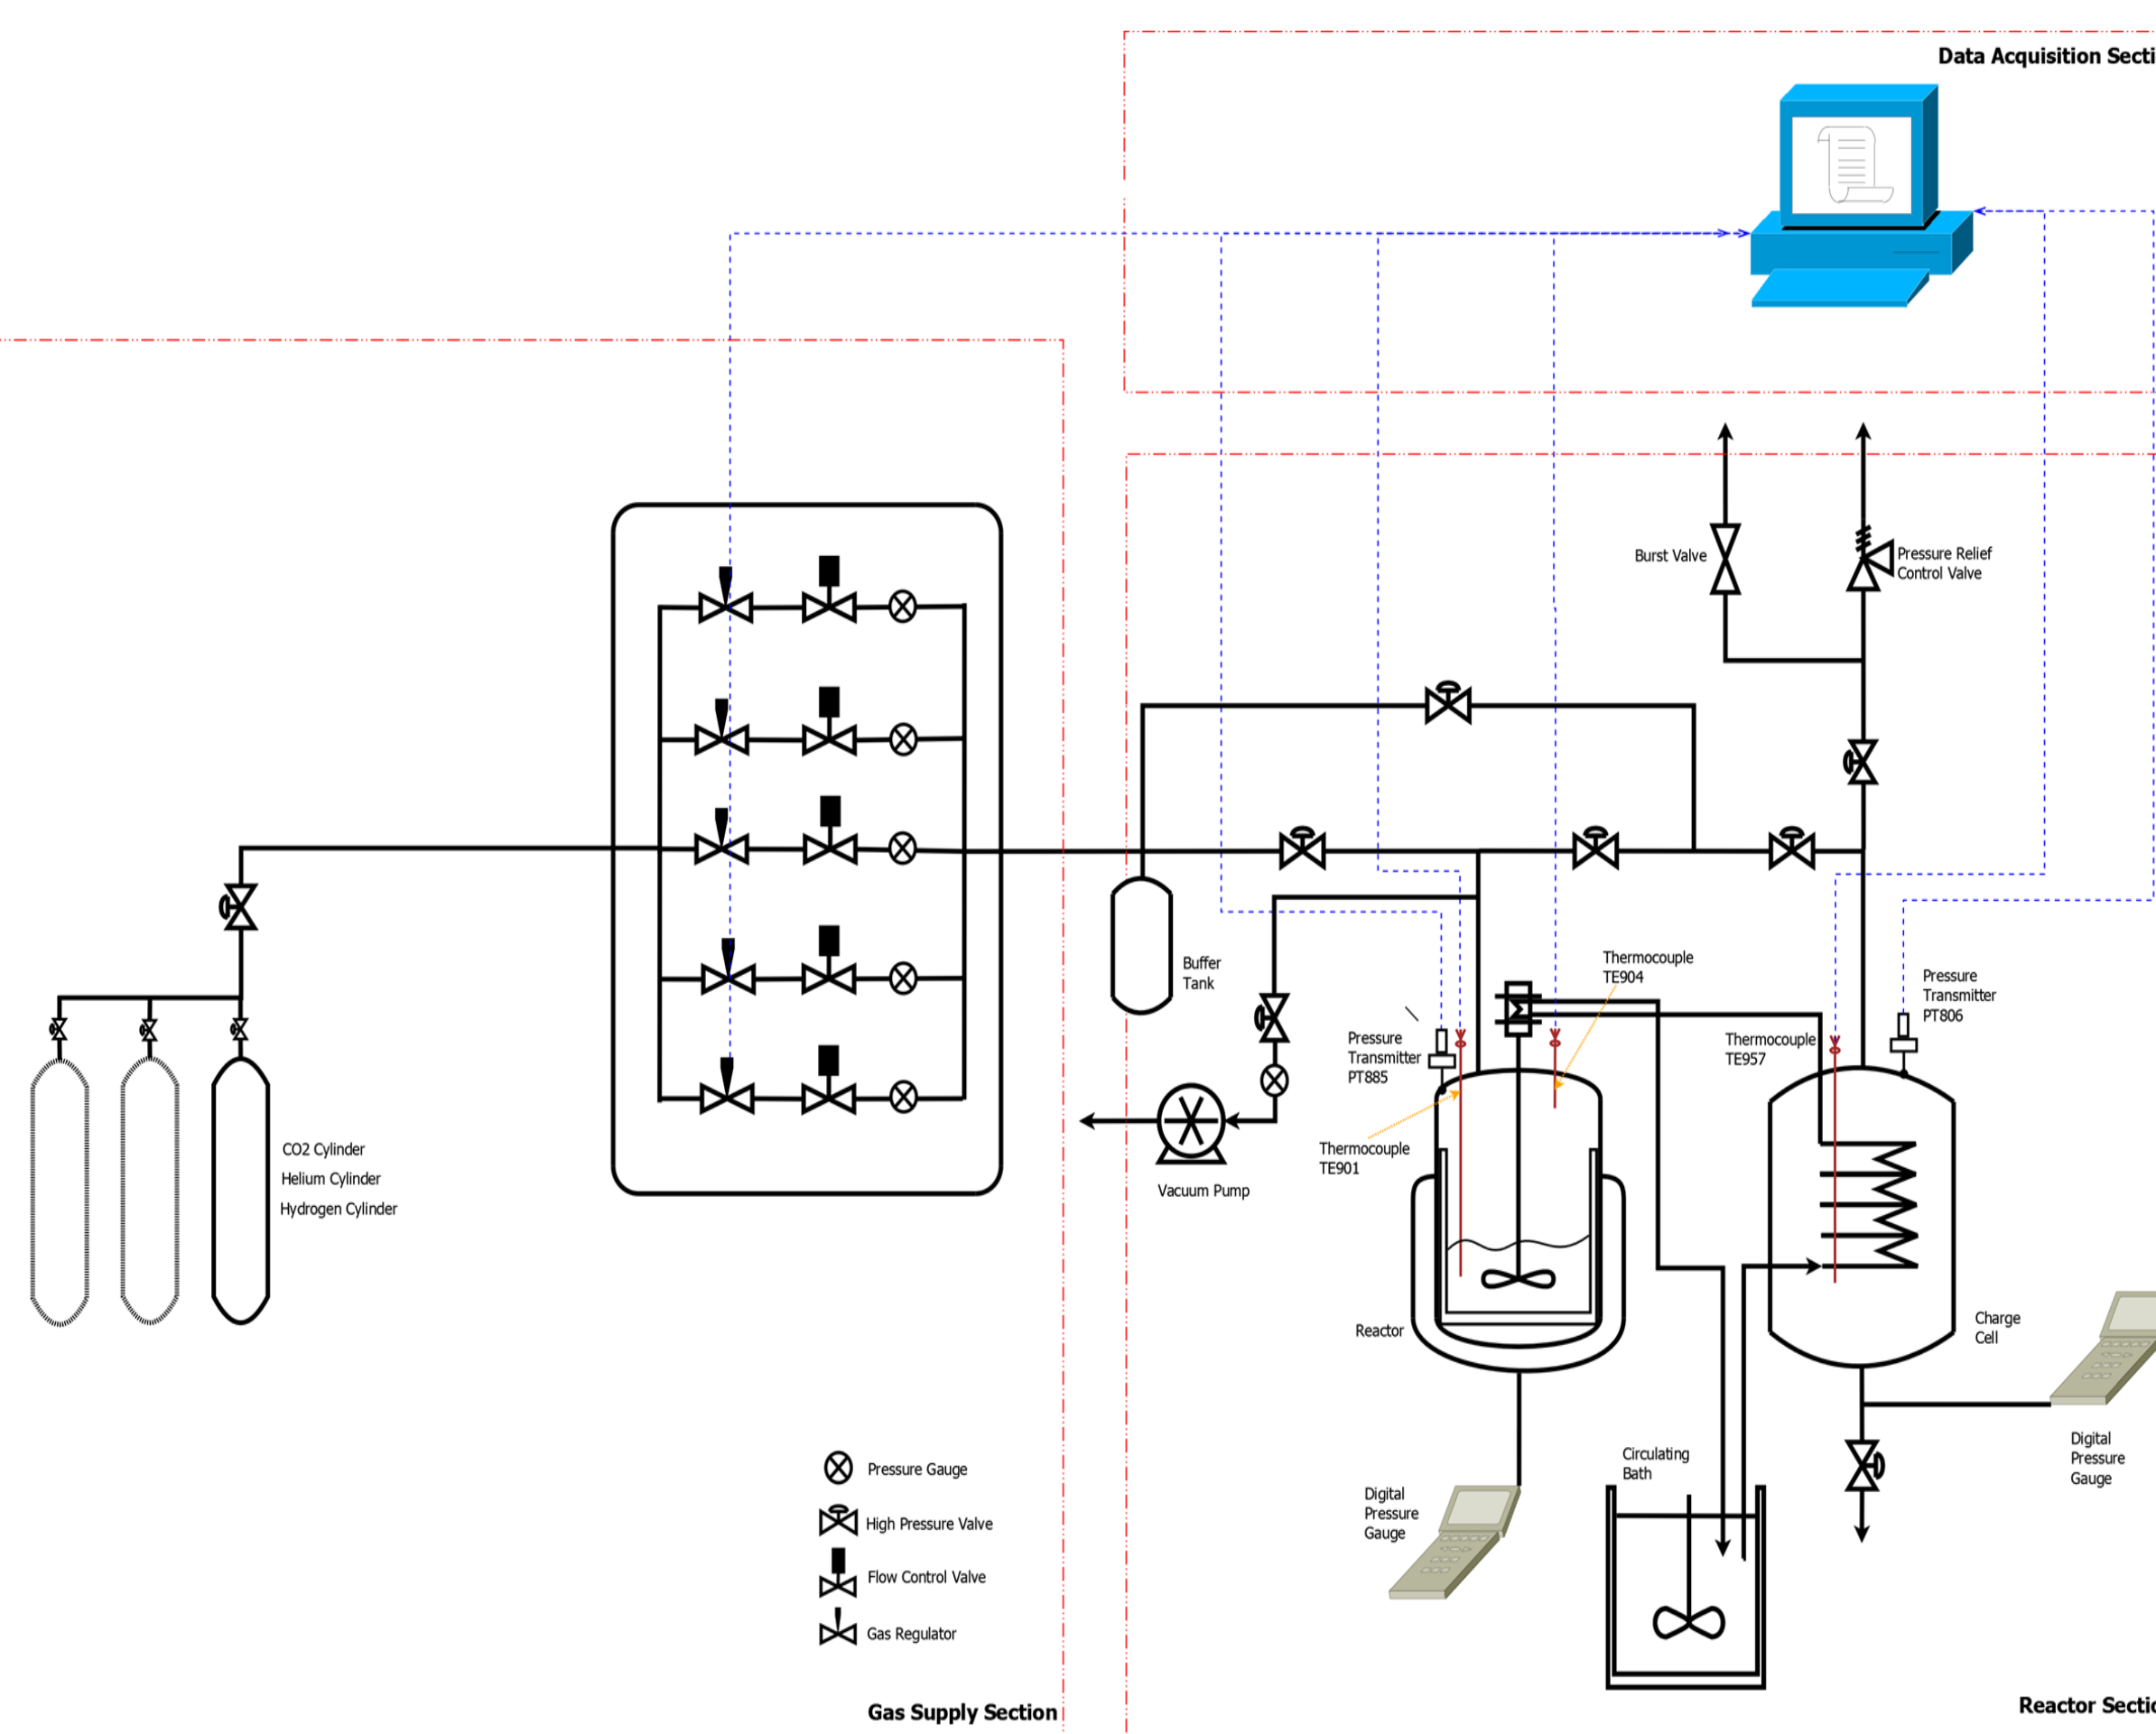 Data Acquisition Secti
Burst Valve
Pressure Relief
Control Valve
Buffer
Tank
Thermocouple
TE904
Pressure
Transmitter
PT806
Pressure
Transmitter
PT885
Thermocouple
TE957
CO2 Cylinder
Helium Cylinder
Hydrogen Cylinder
Thermocouple
TE901
Vacuum Pump
Reactor
Charge
Cell
Digital
Pressure
Gauge
Circulating
Bath
Digital
Pressure
Gauge
Pressure Gauge
High Pressure Valve
Flow Control Valve
Gas Regulator
Gas Supply Section
Reactor Sectio